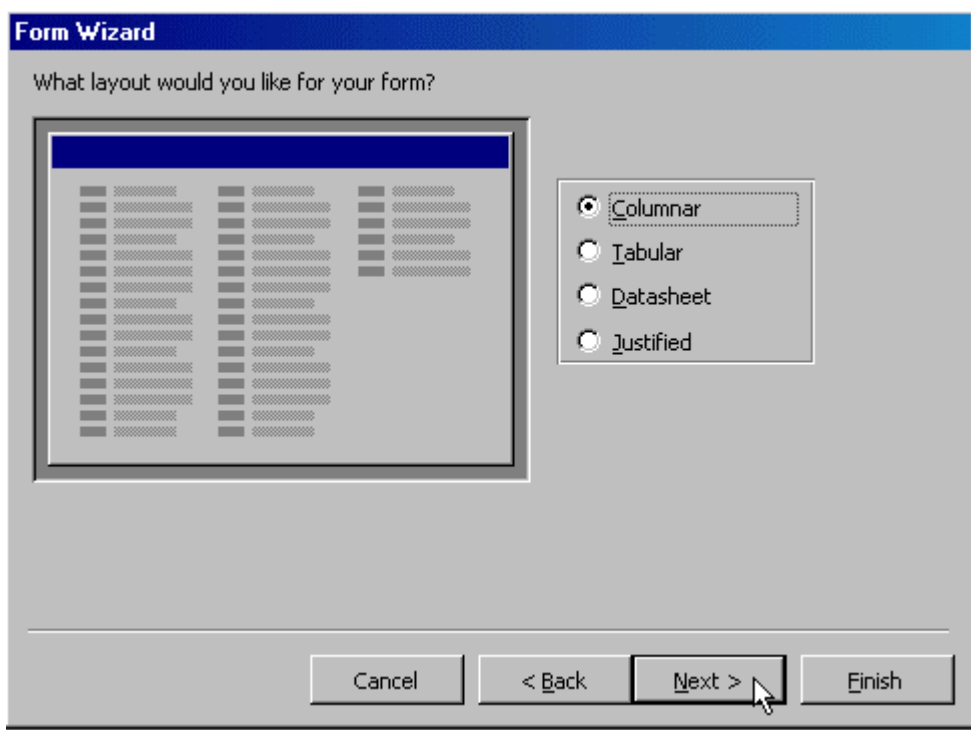 Form Wizard
What layout would you like for your form?
Columnar
Tabular
Datasheet
Justified
Cancel
< Back
Next >
Finish